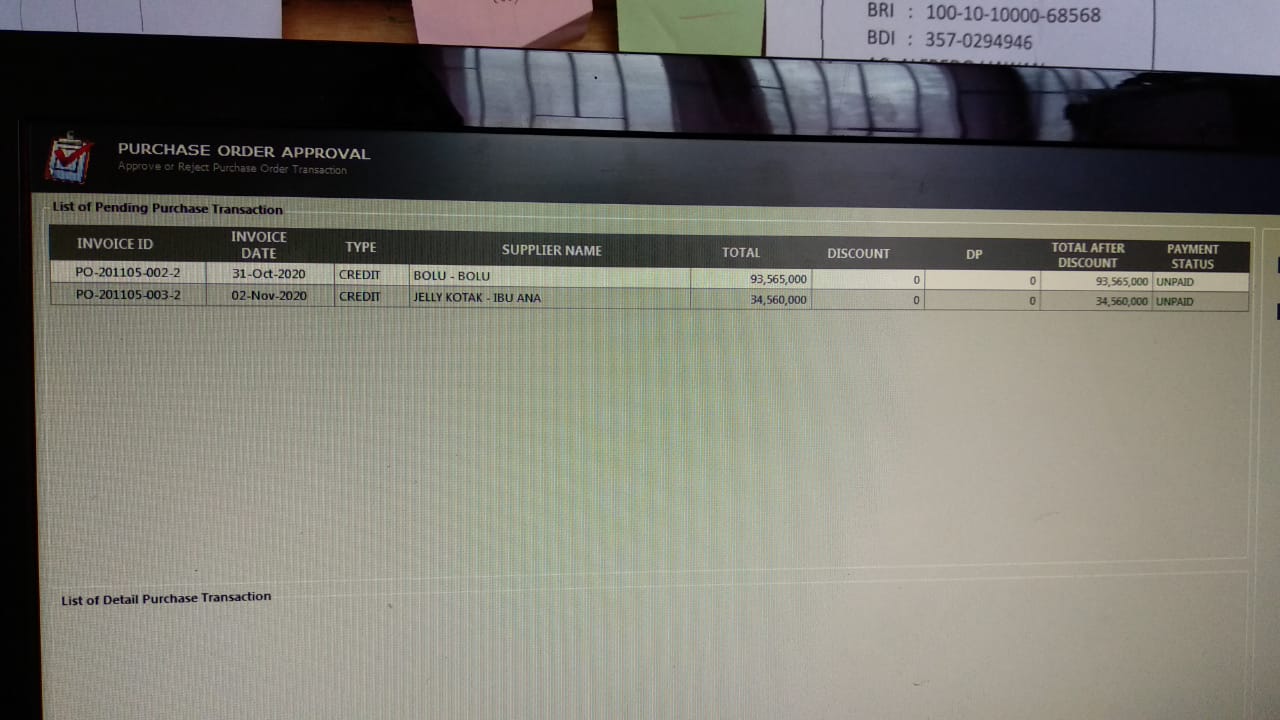 BRI : 100-10-10000-68568
BDI : 357-0294946
PURCHASE ORDER APPROVAL
Approve or Reject Purchase Order Transaction
List of Pending Purchase Transaction
INVOICE ID INVOICE DATE TYPE SUPPLIER NAME TOTAL DISCOUNT DP TOTAL AFTER DISCOUNT PAYMENT STATUS
PO-201105-002-2 31-Oct-2020 CREDIT BOLU - BOLU 93,565,000 0 0 93,565,000 UNPAID
PO-201105-003-2 02-Nov-2020 CREDIT JELLY KOTAK - IBU ANA 34,560,000 0 0 34,560,000 UNPAID
List of Detail Purchase Transaction